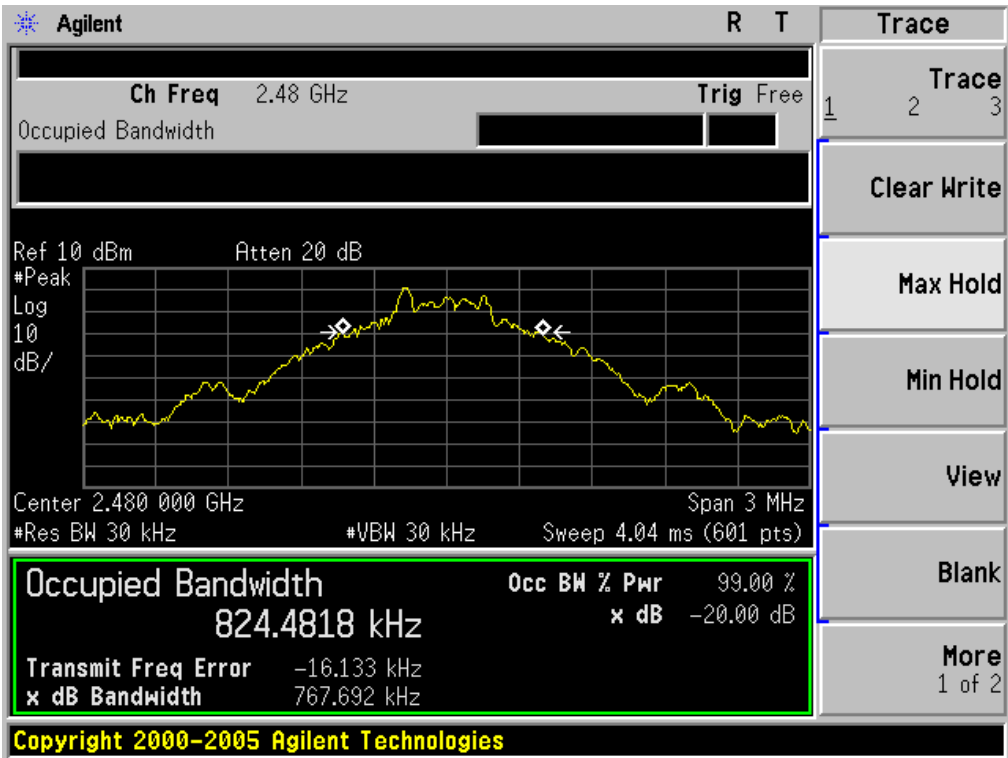 Agilent R T Trace
Ch Freq 2.48 GHz Trig Free
Occupied Bandwidth
Trace
1 2 3
Clear Write
Max Hold
Min Hold
View
Blank
More
1 of 2
Ref 10 dBm Atten 20 dB
#Peak
Log
10
dB/
Center 2.480 000 GHz Span 3 MHz
#Res BW 30 kHz #VBW 30 kHz Sweep 4.04 ms (601 pts)
Occupied Bandwidth Occ BW % Pwr 99.00 %
824.4818 kHz x dB -20.00 dB
Transmit Freq Error -16.133 kHz
x dB Bandwidth 767.692 kHz
Copyright 2000-2005 Agilent Technologies